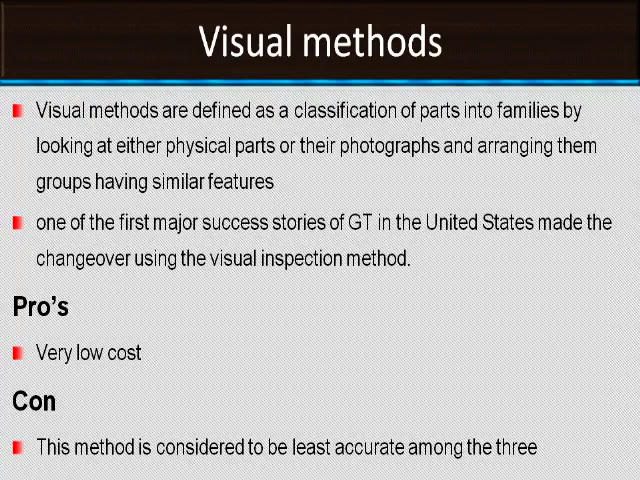 Visual methods
Visual methods are defined as a classification of parts into families by
looking at either physical parts or their photographs and arranging them
groups having similar features
one of the first major success stories of GT in the United States made the
changeover using the visual inspection method.
Pro's
Very low cost
Con
This method is considered to be least accurate among the three